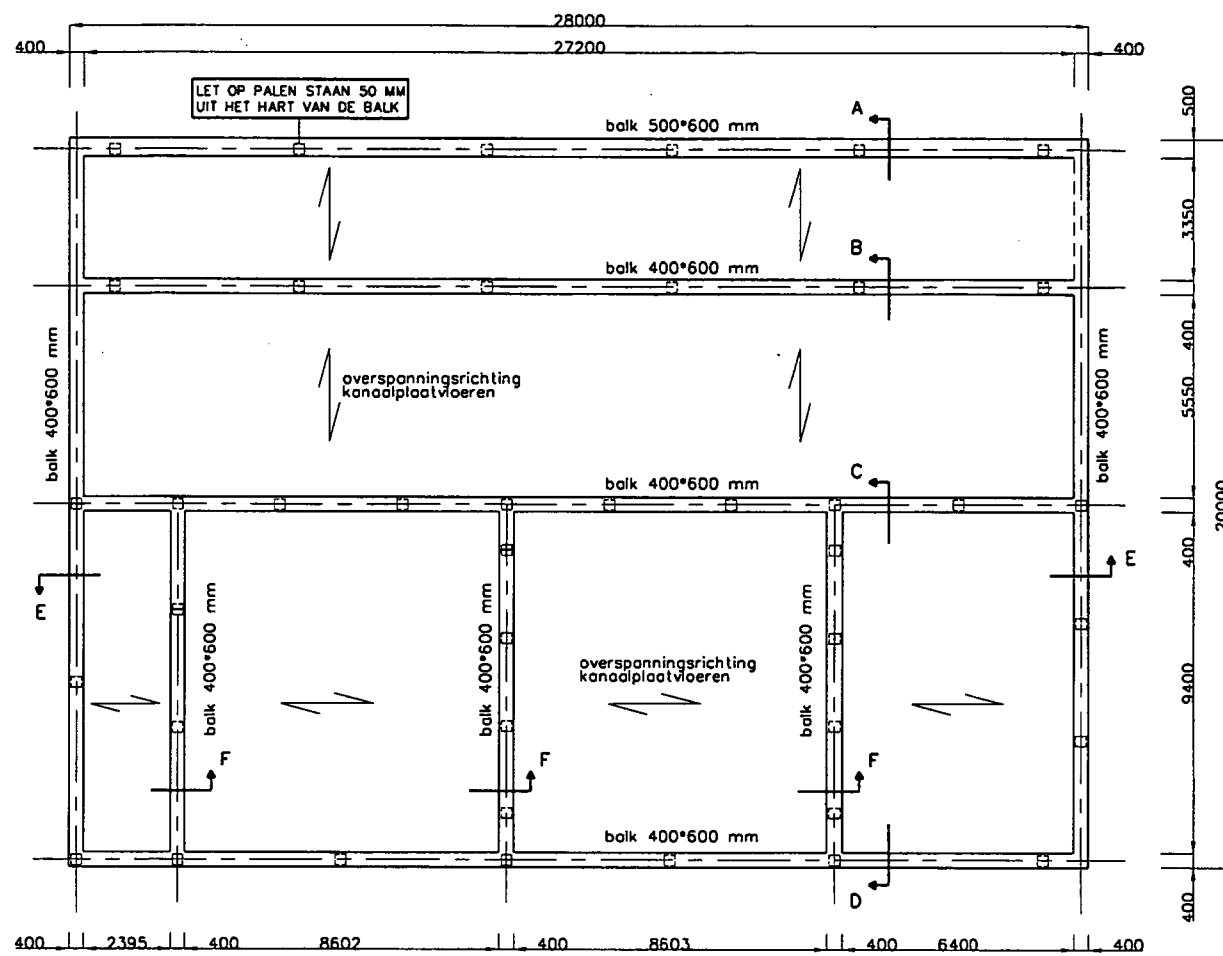 28000
400
27200
400
LET OP PALEN STAAN 50 MM
UIT HET HART VAN DE BALK
balk 500*600 mm
A
500
3350
balk 400*600 mm
B
400
overspanningsrichting
kanaalplaatvloeren
balk 400*600 mm
balk 400*600 mm
5550
balk 400*600 mm
C
20000
400
E
E
balk 400*600 mm
balk 400*600 mm
balk 400*600 mm
overspanningsrichting
kanaalplaatvloeren
9400
F
F
F
balk 400*600 mm
D
400
400
2395
400
8602
400
8603
400
6400
400